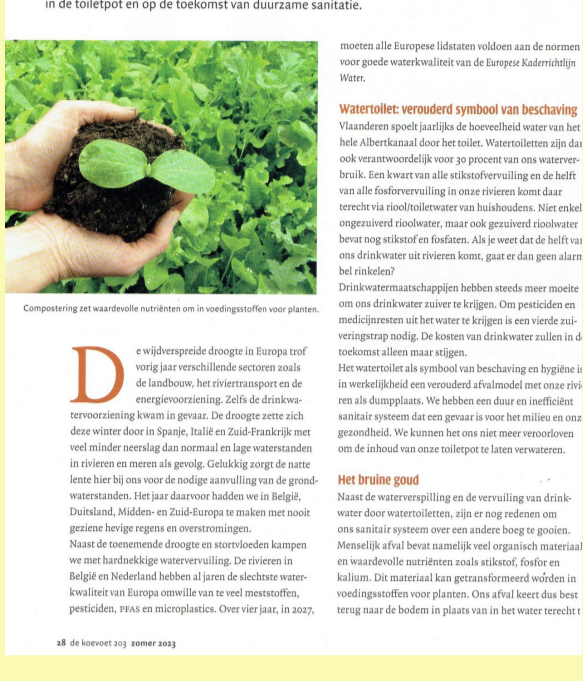 in de toiletpot en op de toekomst van duurzame sanitatie.
Compostering zet waardevolle nutriënten om in voedingsstoffen voor planten.
De wijdverspreide droogte in Europa trof
vorig jaar verschillende sectoren zoals
de landbouw, het riviertransport en de
energievoorziening. Zelfs de drinkwa-
tervoorziening kwam in gevaar. De droogte zette zich
deze winter door in Spanje, Italië en Zuid-Frankrijk met
veel minder neerslag dan normaal en lage waterstanden
in rivieren en meren als gevolg. Gelukkig zorgt de natte
lente hier bij ons voor de nodige aanvulling van de grond-
waterstanden. Het jaar daarvoor hadden we in België,
Duitsland, Midden- en Zuid-Europa te maken met nooit
geziene hevige regens en overstromingen.
Naast de toenemende droogte en stortvloeden kampen
we met hardnekkige watervervuiling. De rivieren in
België en Nederland hebben al jaren de slechtste water-
kwaliteit van Europa omwille van te veel meststoffen,
pesticiden, PFAS en microplastics. Over vier jaar, in 2027,
moeten alle Europese lidstaten voldoen aan de normen
voor goede waterkwaliteit van de Europese Kaderrichtlijn
Water.
Watertoilet: verouderd symbool van beschaving
Vlaanderen spoelt jaarlijks de hoeveelheid water van het
hele Albertkanaal door het toilet. Watertoiletten zijn dan
ook verantwoordelijk voor 30 procent van ons waterver-
bruik. Een kwart van alle stikstofvervuiling en de helft
van alle fosforvervuiling in onze rivieren komt daar
terecht via riool/toiletwater van huishoudens. Niet enkel
ongezuiverd rioolwater, maar ook gezuiverd rioolwater
bevat nog stikstof en fosfaten. Als je weet dat de helft van
ons drinkwater uit rivieren komt, gaat er dan geen alarm
bel rinkelen?
Drinkwatermaatschappijen hebben steeds meer moeite
om ons drinkwater zuiver te krijgen. Om pesticiden en
medicijnresten uit het water te krijgen is een vierde zui-
veringstrap nodig. De kosten van drinkwater zullen in de
toekomst alleen maar stijgen.
Het watertoilet als symbool van beschaving en hygiëne is
in werkelijkheid een verouderd afvalmodel met onze rivi
ren als dumpplaats. We hebben een duur en inefficiënt
sanitair systeem dat een gevaar is voor het milieu en onz
gezondheid. We kunnen het ons niet meer veroorloven
om de inhoud van onze toiletpot te laten verwateren.
Het bruine goud
Naast de waterverspilling en de vervuiling van drink-
water door watertoiletten, zijn er nog redenen om
ons sanitair systeem over een andere boeg te gooien.
Menselijk afval bevat namelijk veel organisch materiaal
en waardevolle nutriënten zoals stikstof, fosfor en
kalium. Dit materiaal kan getransformeerd worden in
voedingsstoffen voor planten. Ons afval keert dus best
terug naar de bodem in plaats van in het water terecht t
28 de koevoet 203 zomer 2023